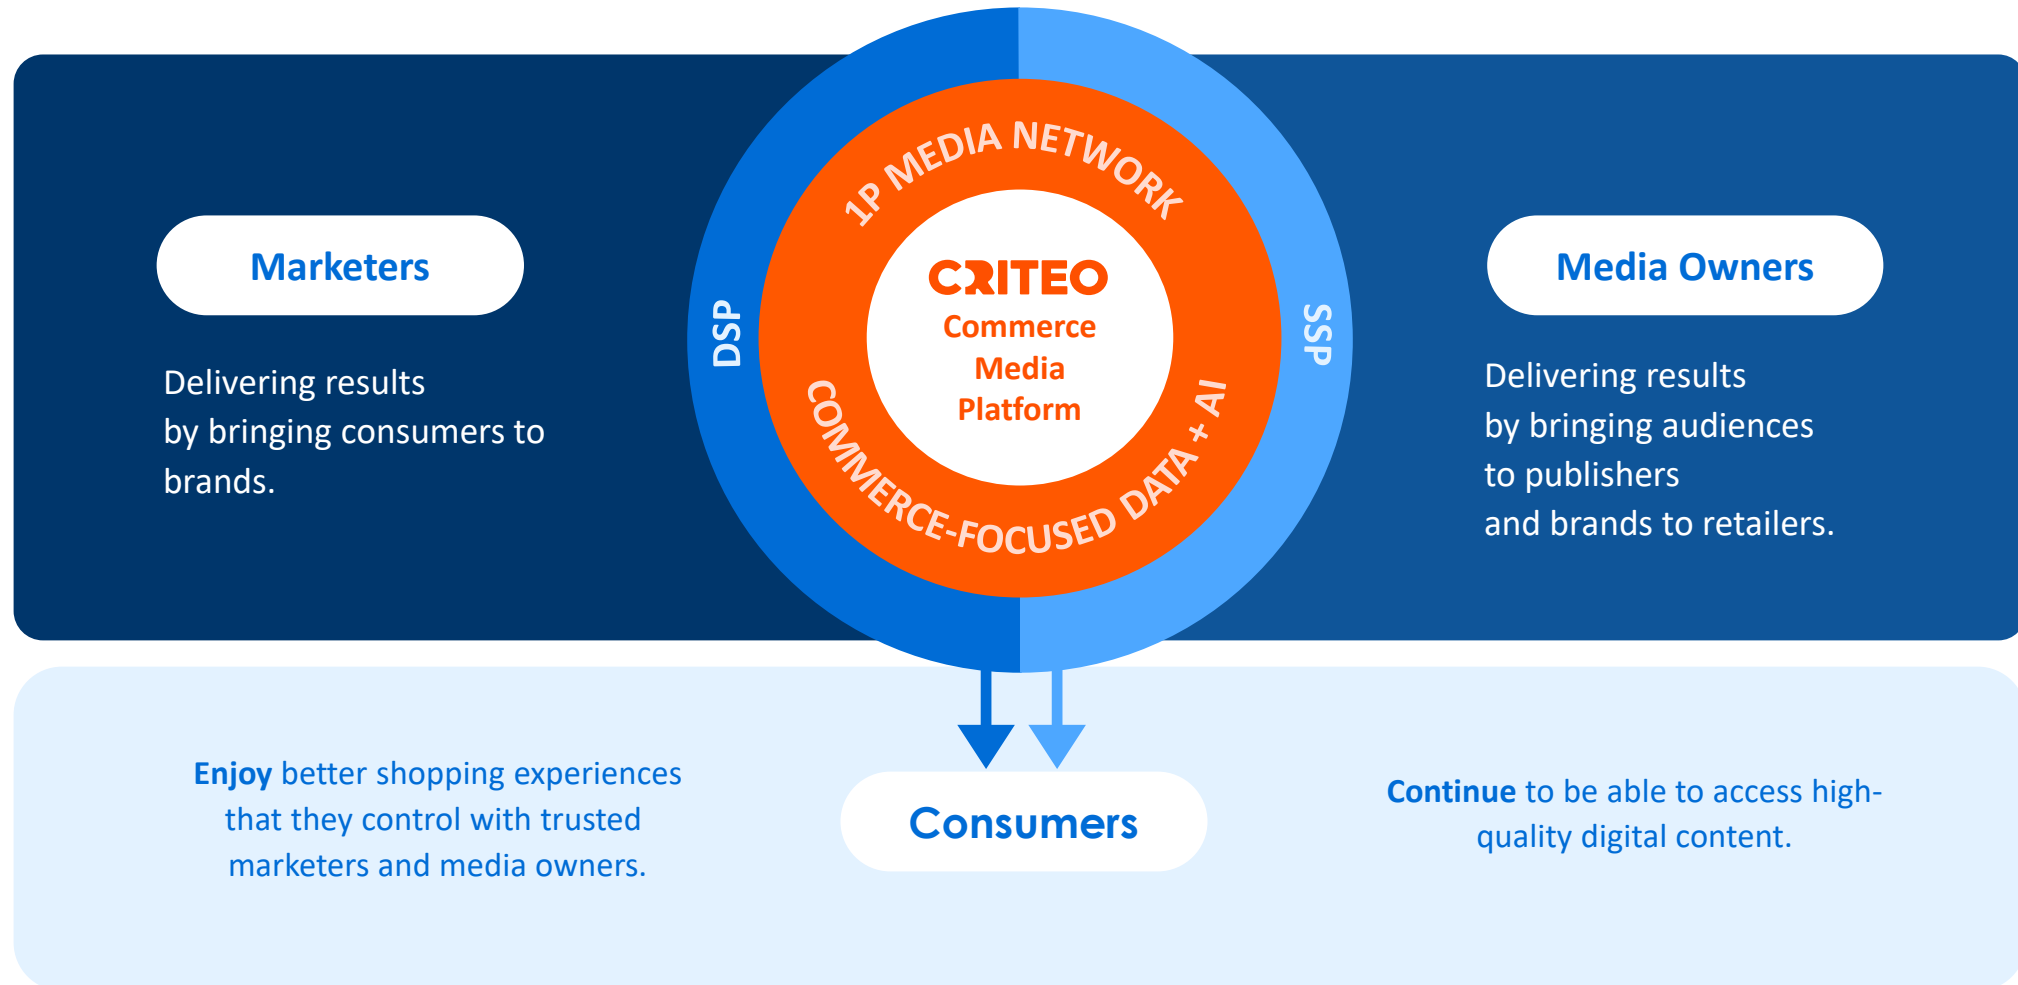 Marketers
Delivering results
by bringing consumers to
brands.
DSP
1P MEDIA NETWORK
CRITEO
Commerce
Media
Platform
COMMERCE-FOCUSED DATA + AI
SSP
Media Owners
Delivering results
by bringing audiences
to publishers
and brands to retailers.
Enjoy better shopping experiences
that they control with trusted
marketers and media owners.
Consumers
Continue to be able to access high-
quality digital content.